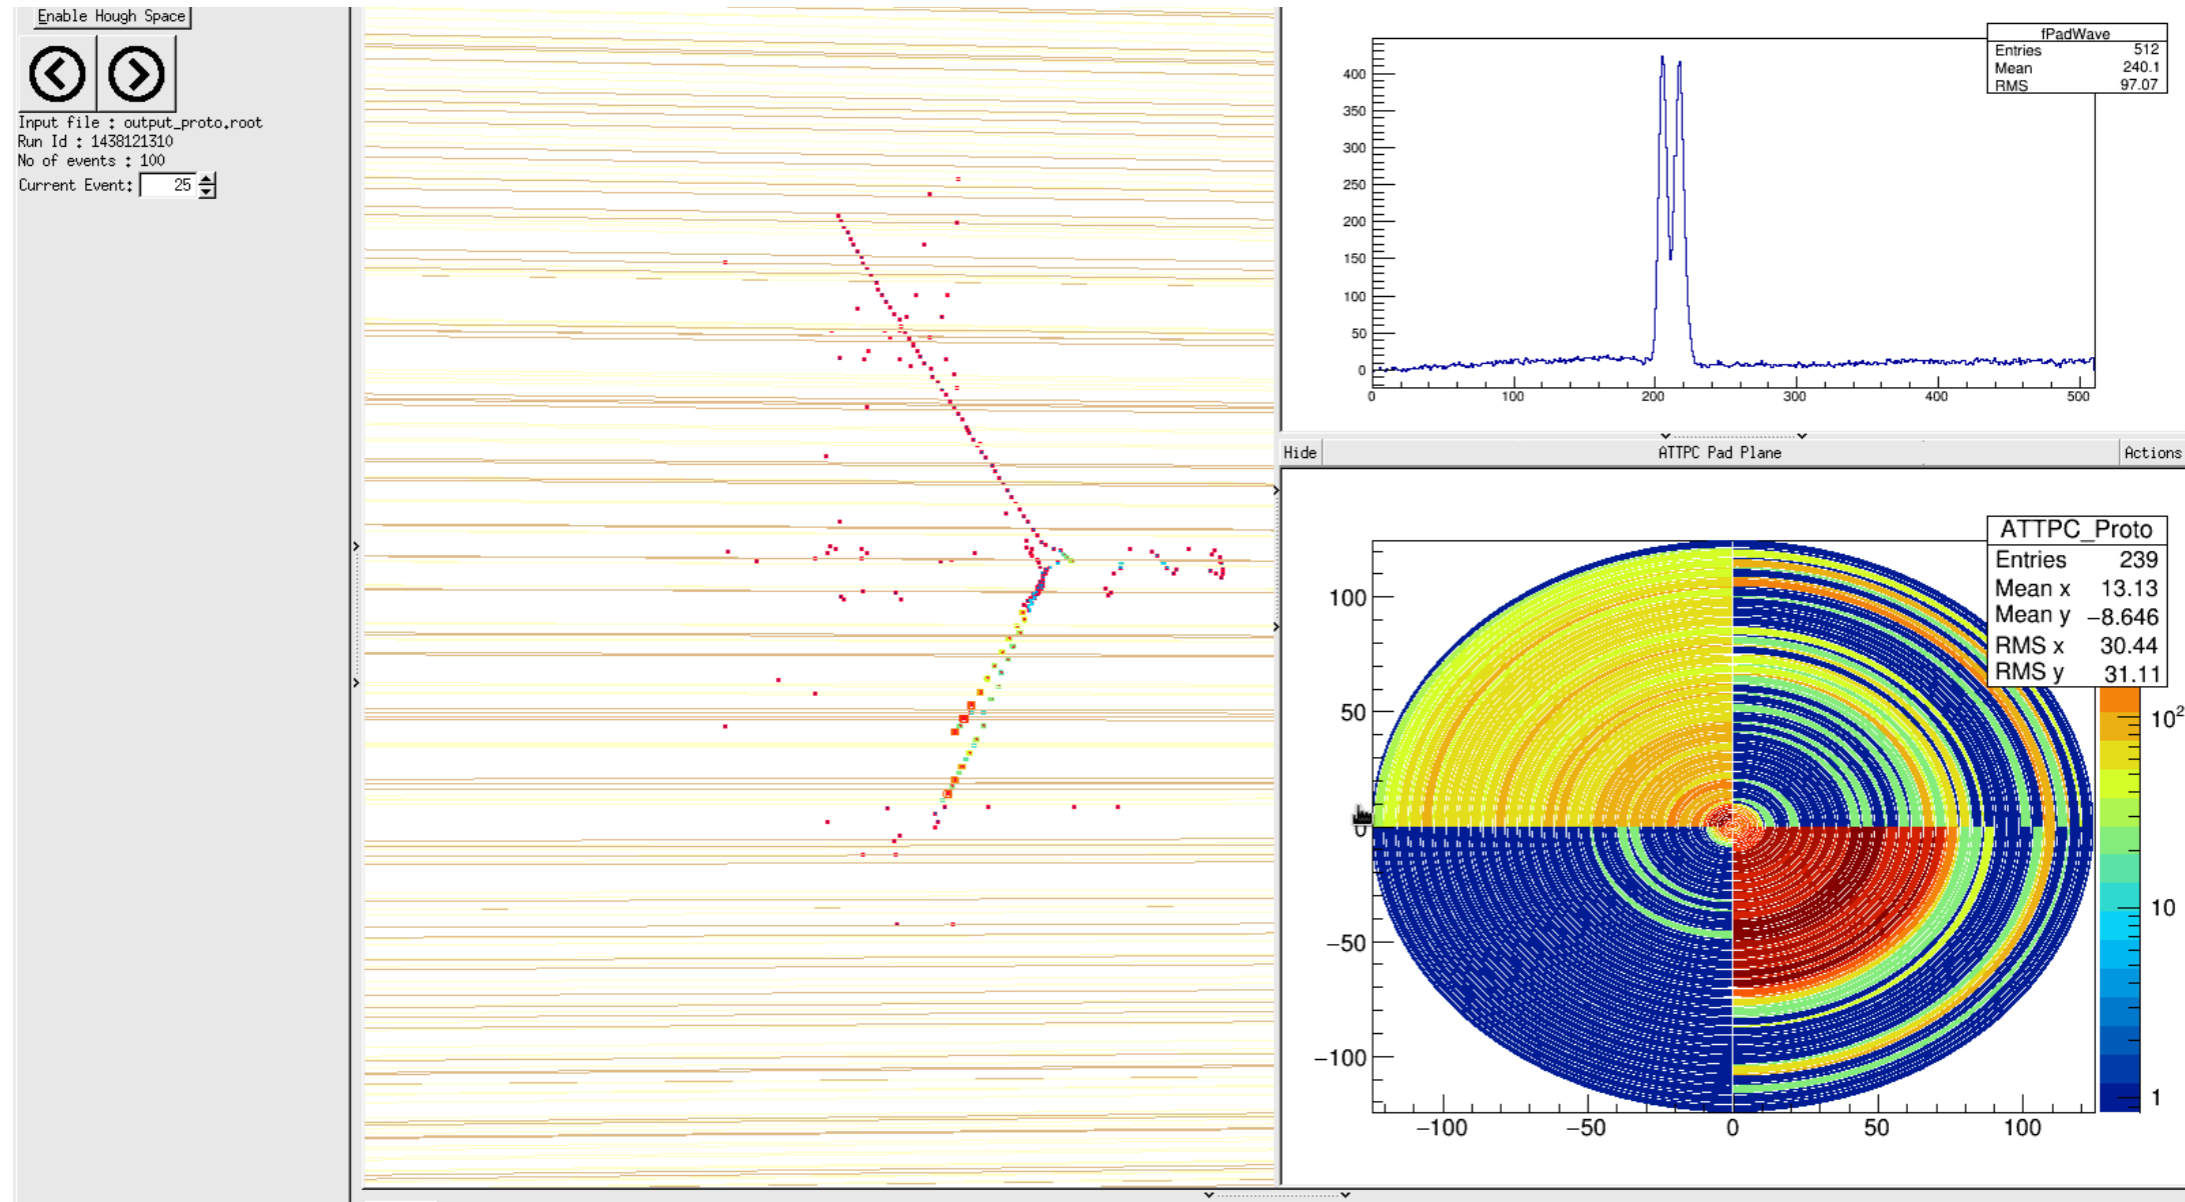 Enable Hough Space
Input file : output_proto.root
Run Id : 1438121310
No of events : 100
Current Event: 25
fPadWave
Entries 512
Mean 240.1
RMS 97.07
400
350
300
250
200
150
100
50
0
0 100 200 300 400 500
Hide ATTPC Pad Plane Actions
ATTPC_Proto
Entries 239
Mean x 13.13
Mean y −8.646
RMS x 30.44
RMS y 31.11
100
50
0
−50
−100
−100 −50 0 50 100
10²
10
1